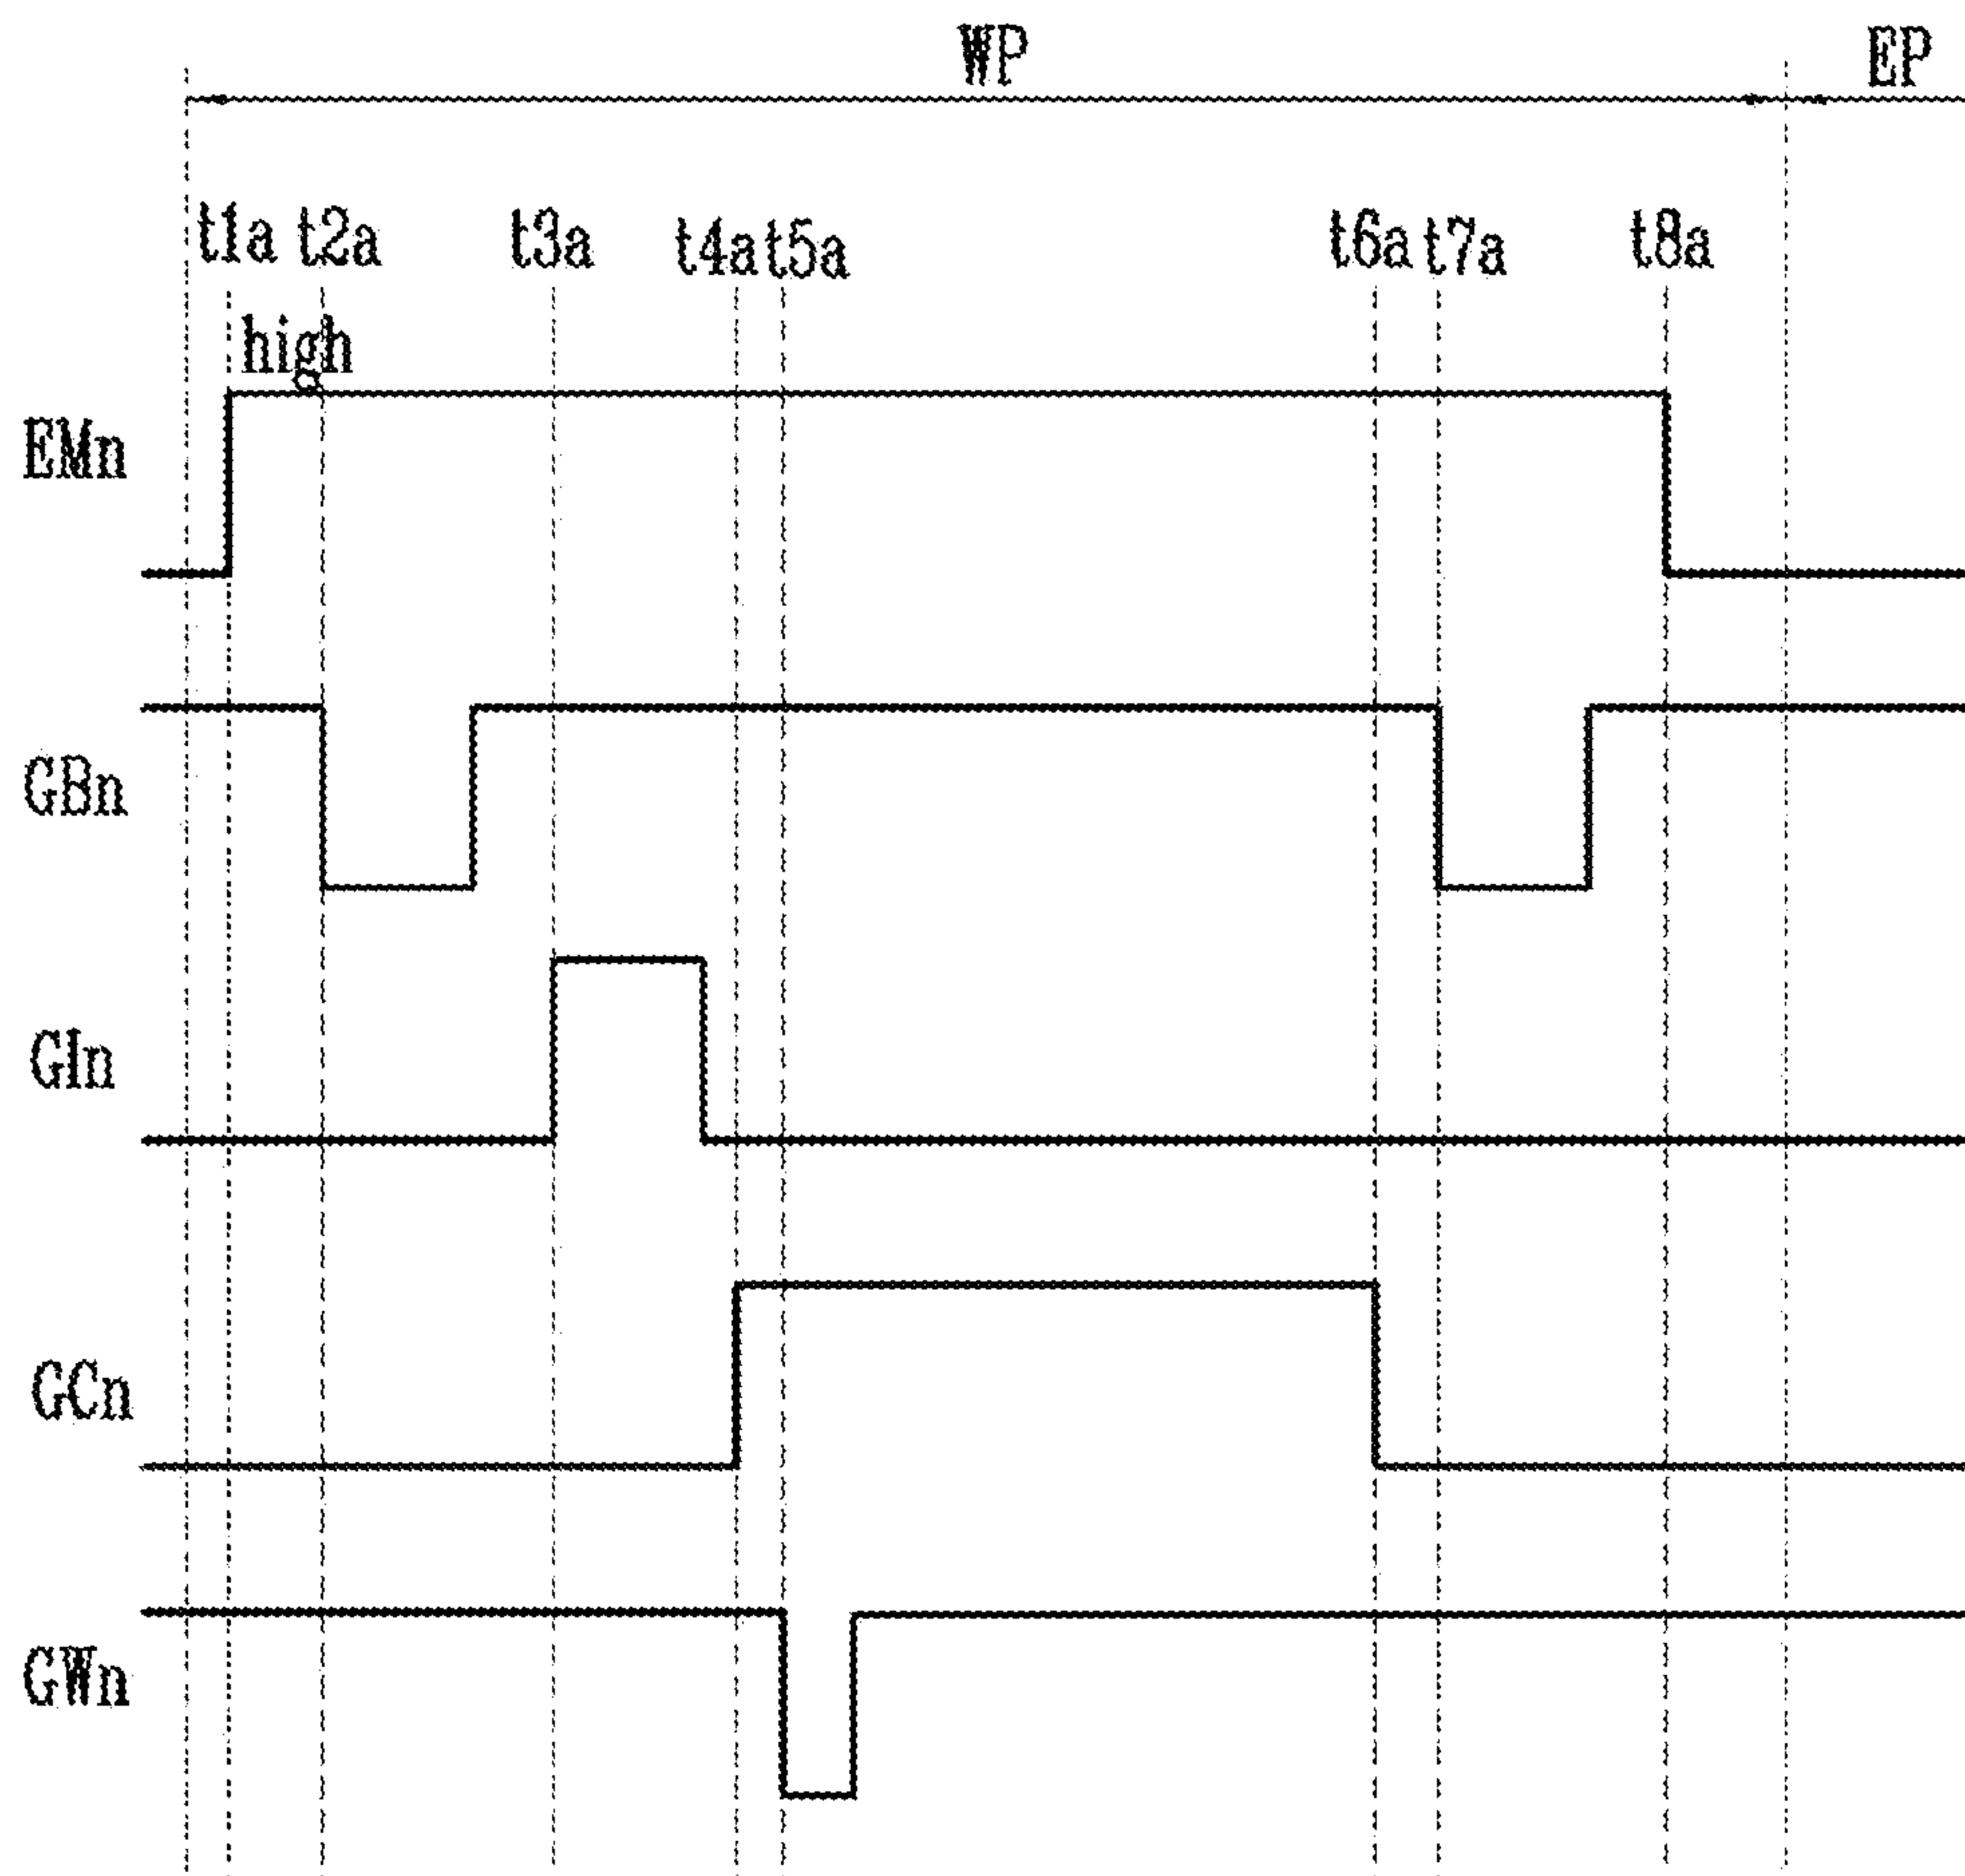 WP EP
t1a t2a t3a t4a t5a t6a t7a t8a
high
EMn
GBn
GIn
GCn
GWn